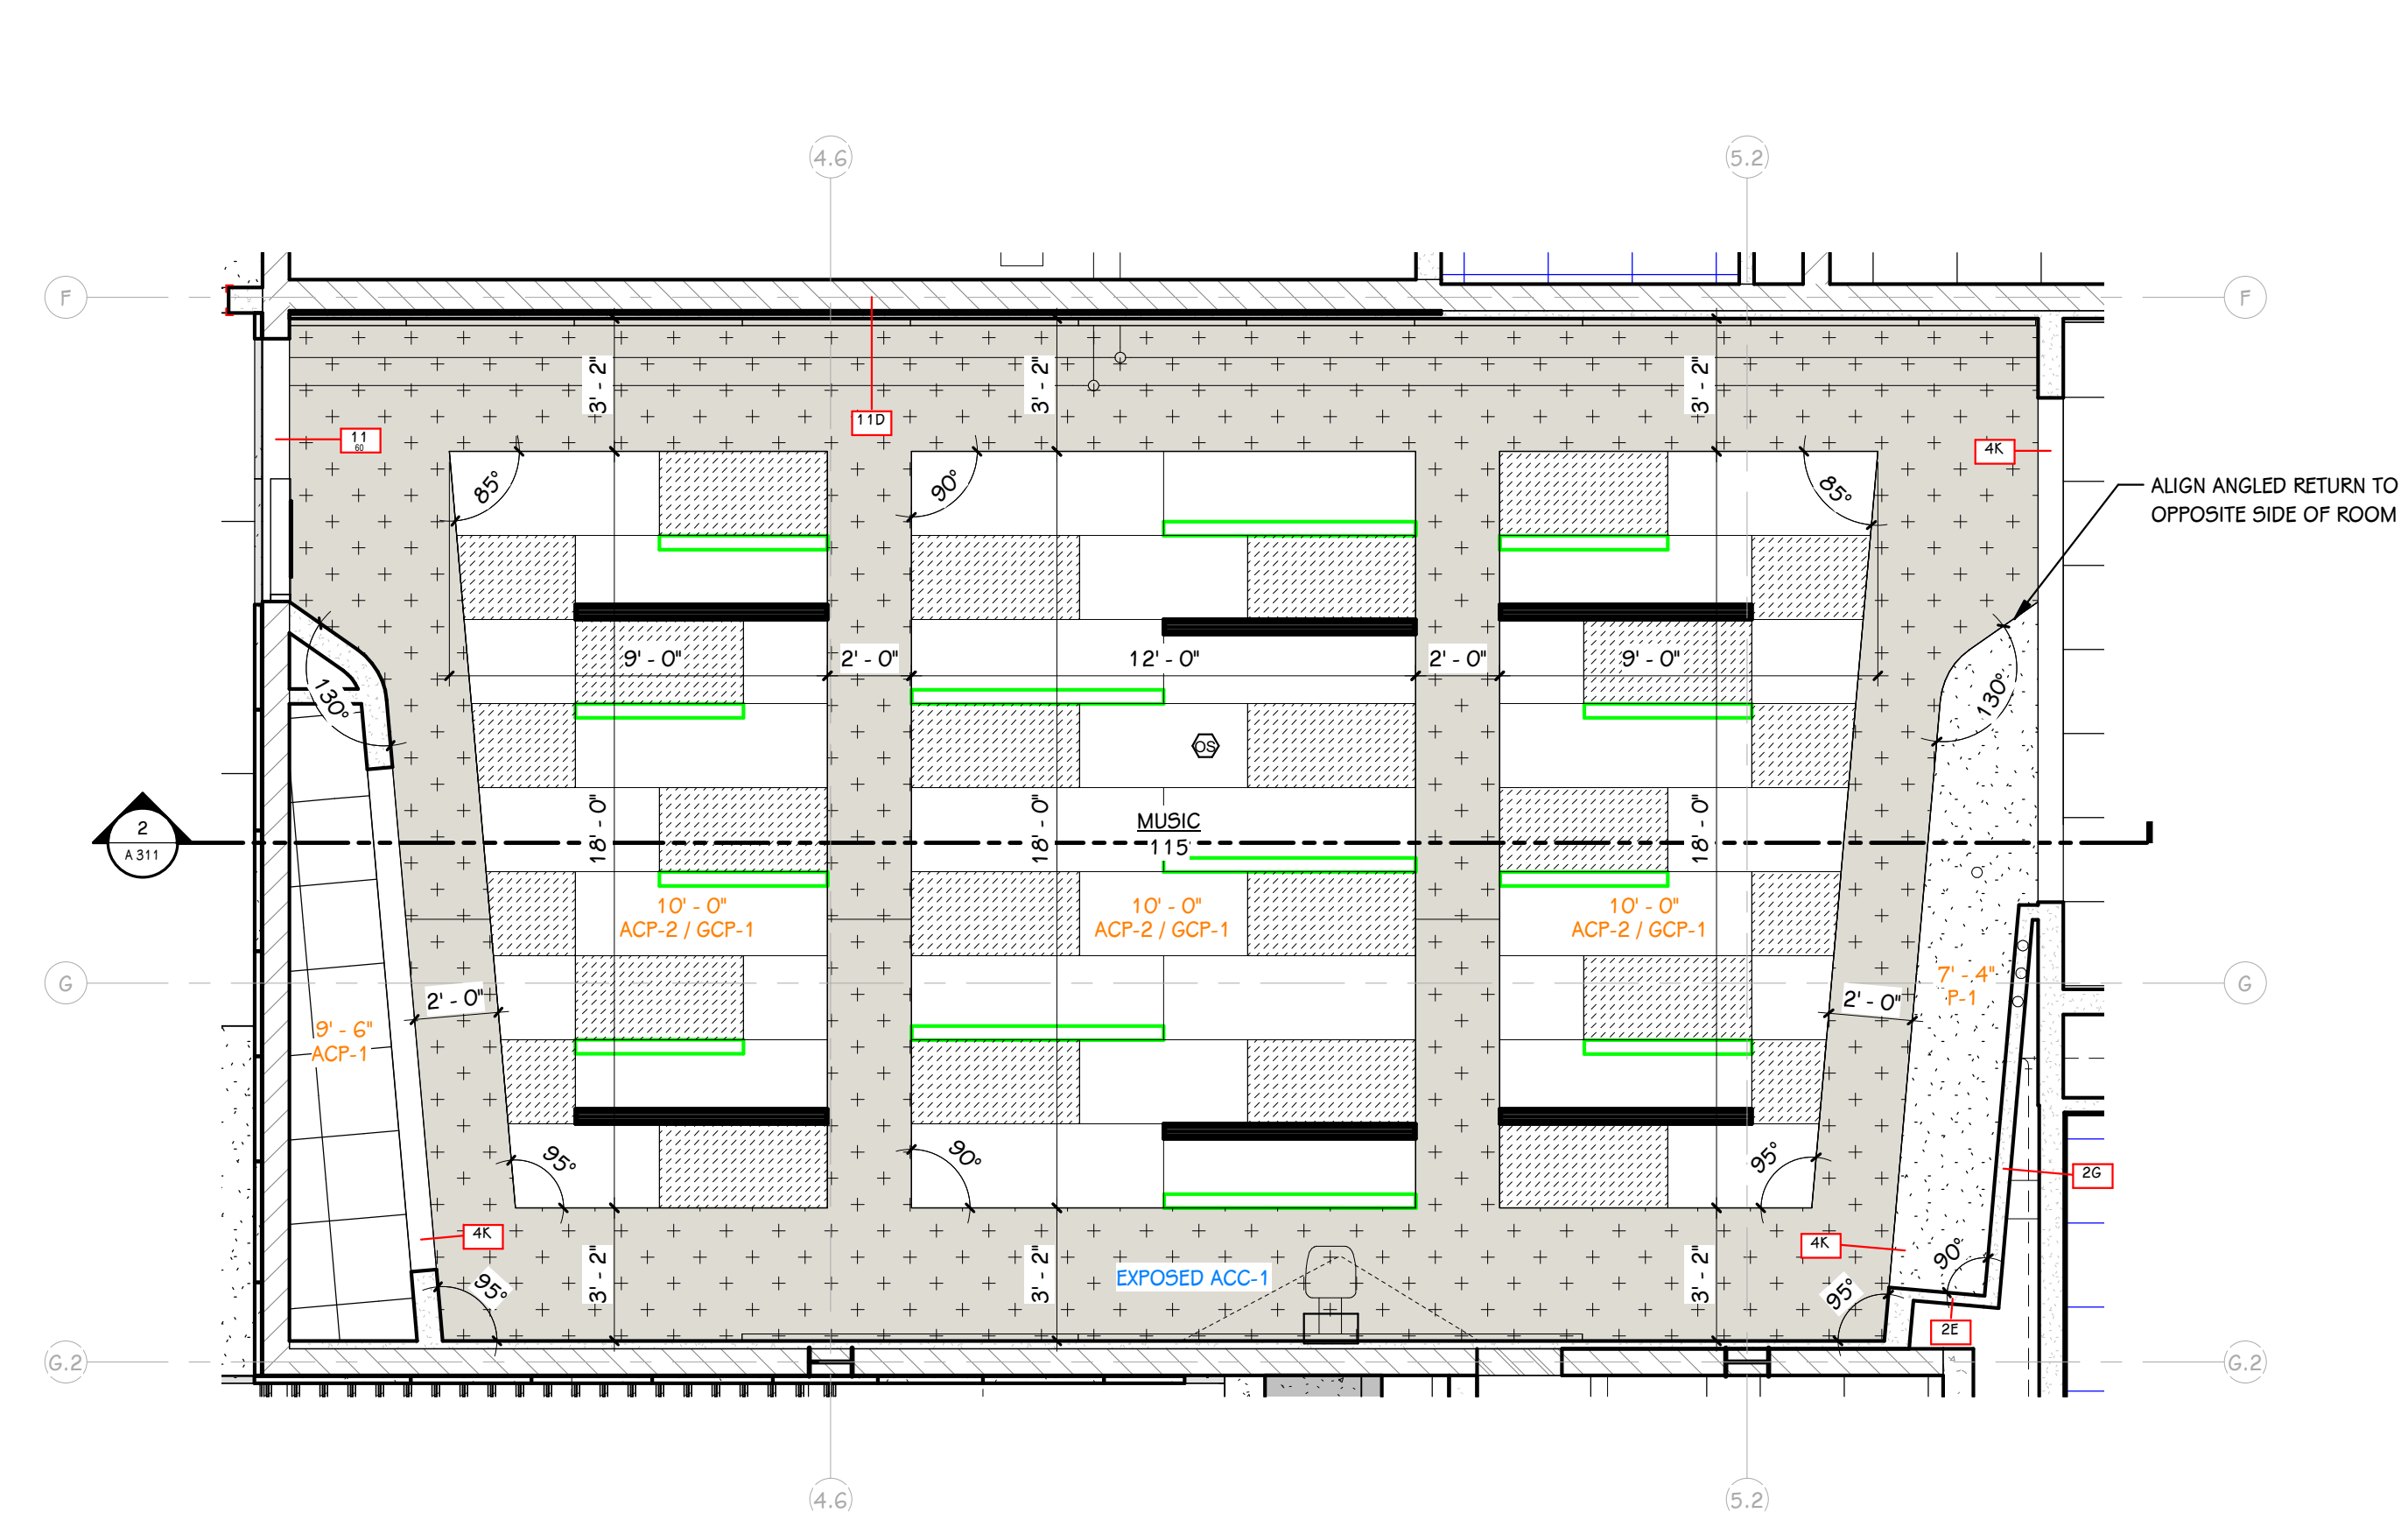 4.6
5.2
F
F
3' - 2"
3' - 2"
3' - 2"
11D
11
60
4K
85°
90°
85°
ALIGN ANGLED RETURN TO
OPPOSITE SIDE OF ROOM
9' - 0"
2' - 0"
12' - 0"
2' - 0"
9' - 0"
130°
130°
OS
MUSIC
115
2
A 311
18' - 0"
18' - 0"
18' - 0"
10' - 0"
ACP-2 / GCP-1
10' - 0"
ACP-2 / GCP-1
10' - 0"
ACP-2 / GCP-1
G
G
2' - 0"
2' - 0"
7' - 4"
P-1
9' - 6"
ACP-1
95°
90°
95°
2G
4K
4K
90°
EXPOSED ACC-1
95°
3' - 2"
3' - 2"
3' - 2"
95°
2E
G.2
G.2
4.6
5.2